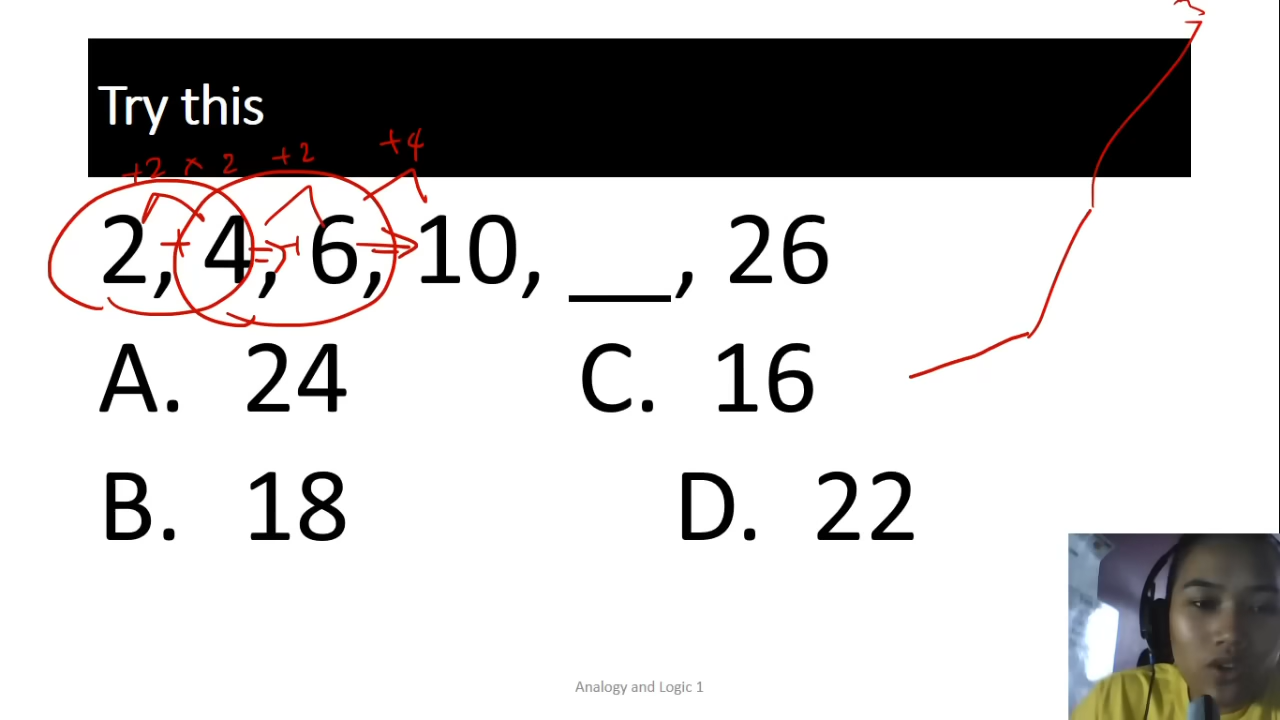 Try this
+2 × 2 +2 +4
2, 4, 6, 10, __, 26
A. 24 C. 16
B. 18 D. 22
Analogy and Logic 1